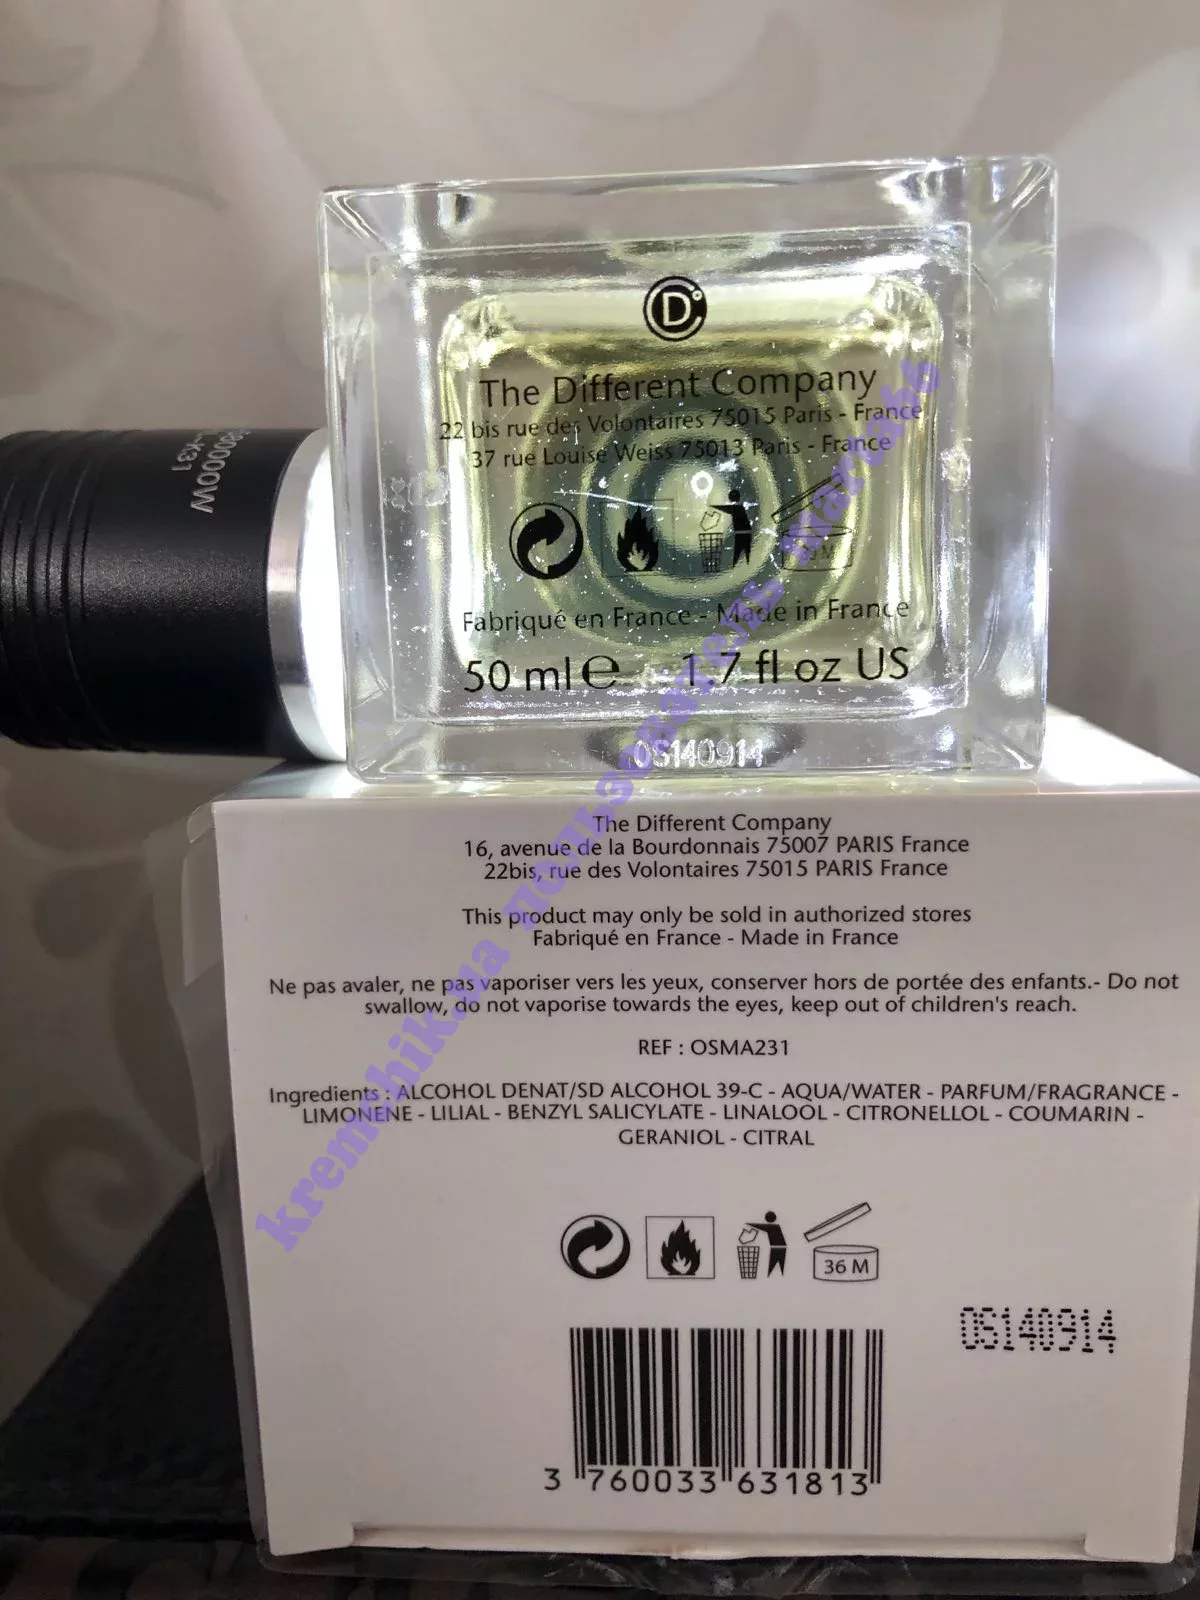 CD
The Different Company
22 bis rue des Volontaires 75015 Paris - France
37 rue Louise Weiss 75013 Paris - France
Fabriqué en France - Made in France
50 ml e 1.7 fl oz US
OS140914
The Different Company
16, avenue de la Bourdonnais 75007 PARIS France
22bis, rue des Volontaires 75015 PARIS France
This product may only be sold in authorized stores
Fabriqué en France - Made in France
Ne pas avaler, ne pas vaporiser vers les yeux, conserver hors de portée des enfants.- Do not
swallow, do not vaporise towards the eyes, keep out of children's reach.
REF : OSMA231
Ingredients : ALCOHOL DENAT/SD ALCOHOL 39-C - AQUA/WATER - PARFUM/FRAGRANCE -
LIMONENE - LILIAL - BENZYL SALICYLATE - LINALOOL - CITRONELLOL - COUMARIN -
GERANIOL - CITRAL
36 M
OS140914
3 760033 631813